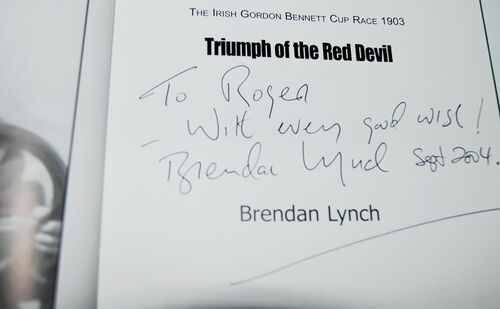 THE IRISH GORDON BENNETT CUP RACE 1903
Triumph of the Red Devil
To Roger
With every good wish!
Brendan Lynch Sept 2004.
Brendan Lynch